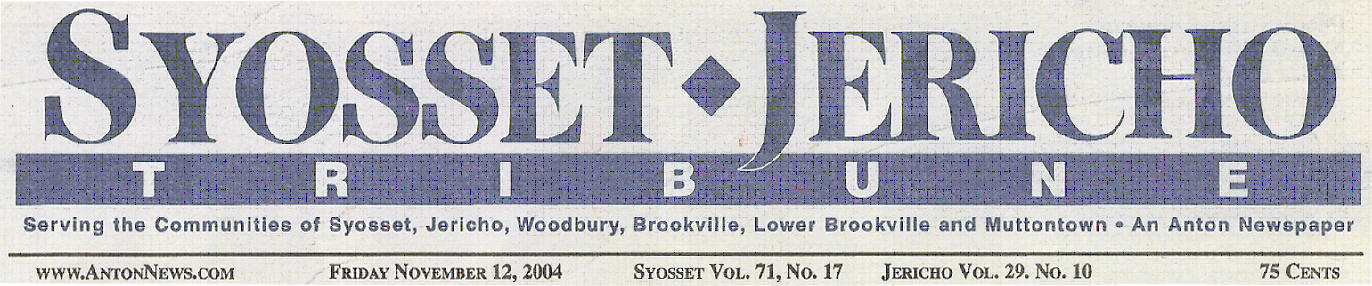 SYOSSET ◆ JERICHO
TRIBUNE
Serving the Communities of Syosset, Jericho, Woodbury, Brookville, Lower Brookville and Muttontown • An Anton Newspaper
WWW.ANTONNEWS.COM FRIDAY NOVEMBER 12, 2004 SYOSSET VOL. 71, NO. 17 JERICHO VOL. 29. NO. 10 75 CENTS